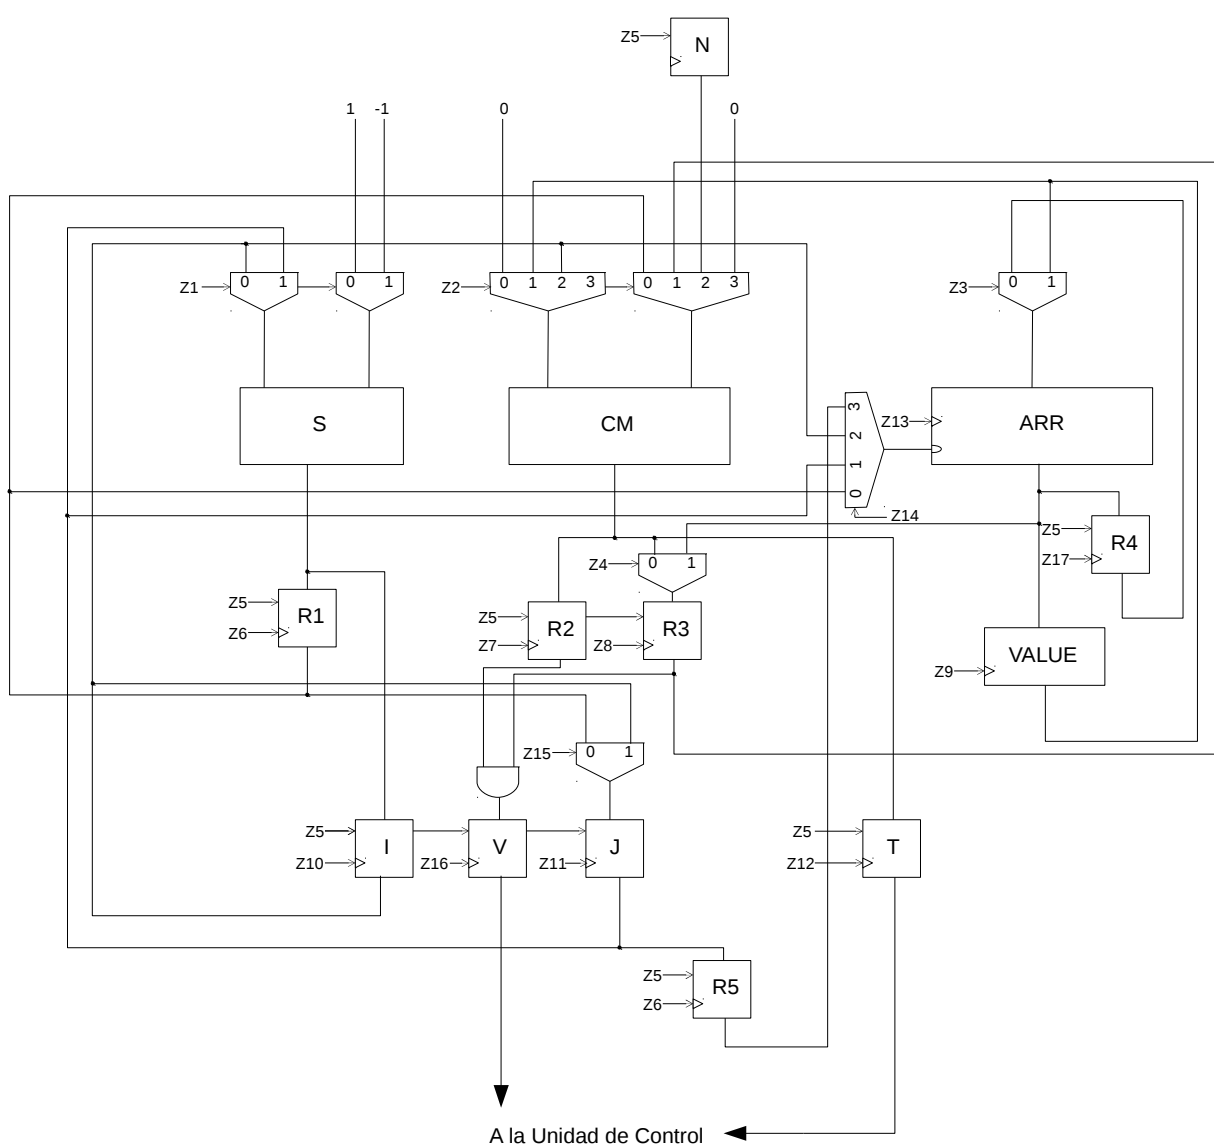 Z5 N
1 -1 0 0
Z1 0 1 0 1 Z2 0 1 2 3 0 1 2 3 Z3 0 1
S CM 3 2 1 0 Z13 ARR
Z14
Z5 Z17 R4
Z4 0 1
Z5 Z6 R1
Z5 Z7 R2 Z8 R3
Z9 VALUE
Z15 0 1
Z5 Z10 I Z16 V Z11 J Z5 Z12 T
Z5 Z6 R5
A la Unidad de Control